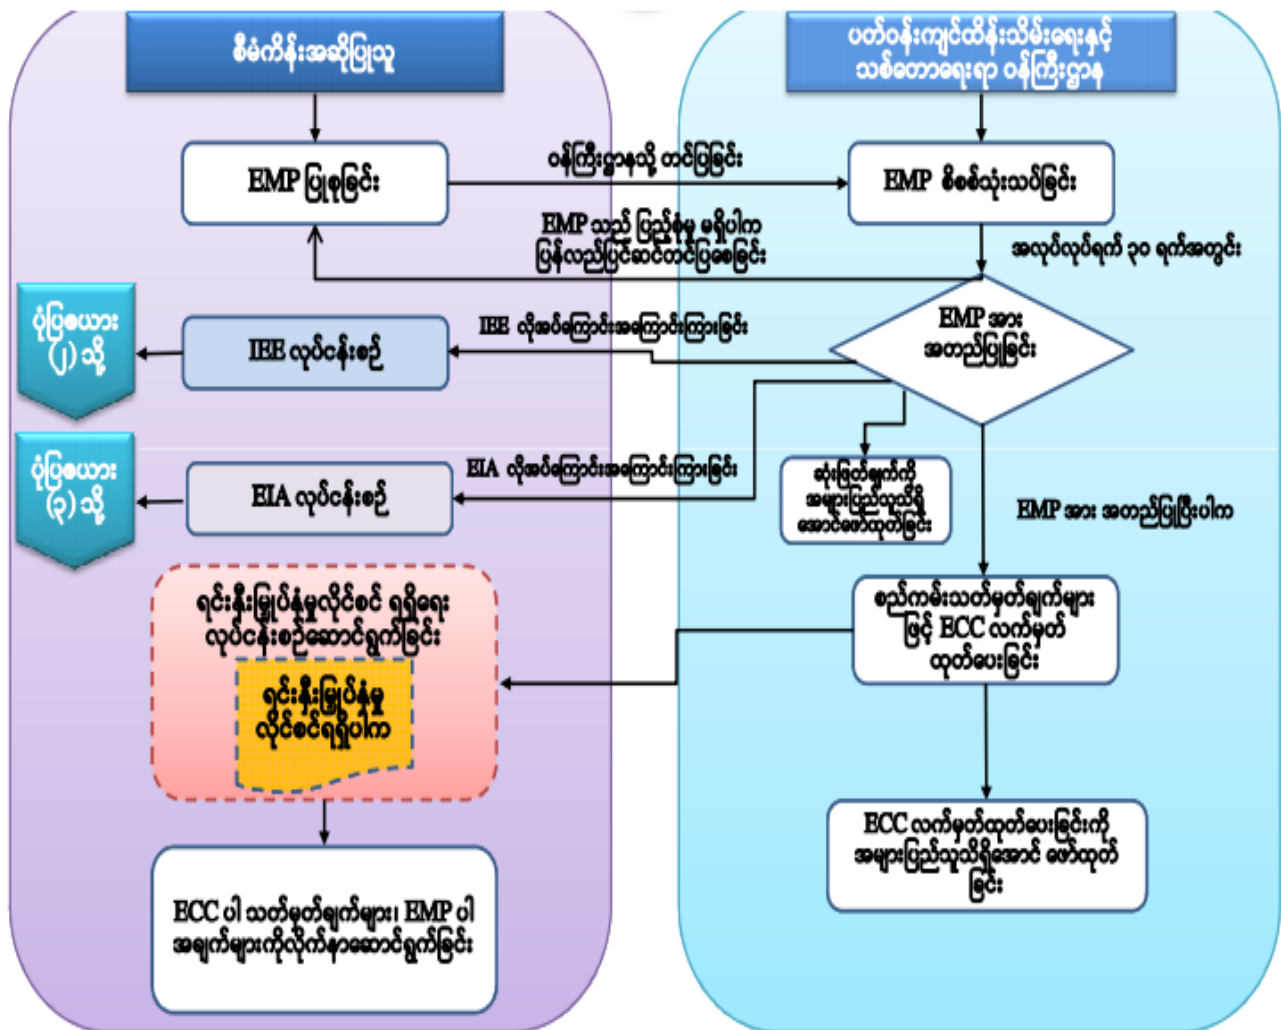 စီမံကိန်းအဆိုပြုသူ
ပတ်ဝန်းကျင်ထိန်းသိမ်းရေးနှင့်
သစ်တောရေးရာ ဝန်ကြီးဌာန
EMP ပြုစုခြင်း
ဝန်ကြီးဌာနသို့ တင်ပြခြင်း
EMP စိစစ်သုံးသပ်ခြင်း
EMP သည် ပြည့်စုံမှု မရှိပါက
ပြန်လည်ပြင်ဆင်တင်ပြစေခြင်း
အလုပ်လုပ်ရက် ၃၀ ရက်အတွင်း
ပုံပြဇယား
(၂) သို့
IEE လုပ်ငန်းစဉ်
IEE လိုအပ်ကြောင်းအကြောင်းကြားခြင်း
EMP အား
အတည်ပြုခြင်း
ပုံပြဇယား
(၃) သို့
EIA လုပ်ငန်းစဉ်
EIA လိုအပ်ကြောင်းအကြောင်းကြားခြင်း
ဆုံးဖြတ်ချက်ကို
အများပြည်သူသိရှိ
အောင်ဖော်ထုတ်ခြင်း
EMP အား အတည်ပြုပြီးပါက
ရင်းနှီးမြှုပ်နှံမှုလိုင်စင် ရရှိရေး
လုပ်ငန်းစဉ်ဆောင်ရွက်ခြင်း
ရင်းနှီးမြှုပ်နှံမှု
လိုင်စင်ရရှိပါက
စည်ကမ်းသတ်မှတ်ချက်များ
ဖြင့် ECC လက်မှတ်
ထုတ်ပေးခြင်း
ECC လက်မှတ်ထုတ်ပေးခြင်းကို
အများပြည်သူသိရှိအောင် ဖော်ထုတ်
ခြင်း
ECC ပါ သတ်မှတ်ချက်များ၊ EMP ပါ
အချက်များကိုလိုက်နာဆောင်ရွက်ခြင်း